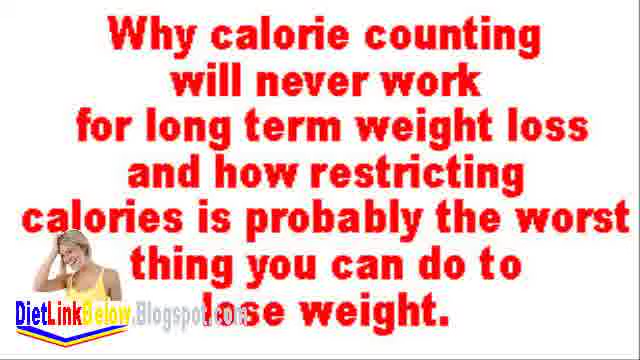 Why calorie counting
will never work
for long term weight loss
and how restricting
calories is probably the worst
thing you can do to
lose weight.
DietLinkBelow.Blogspot.com